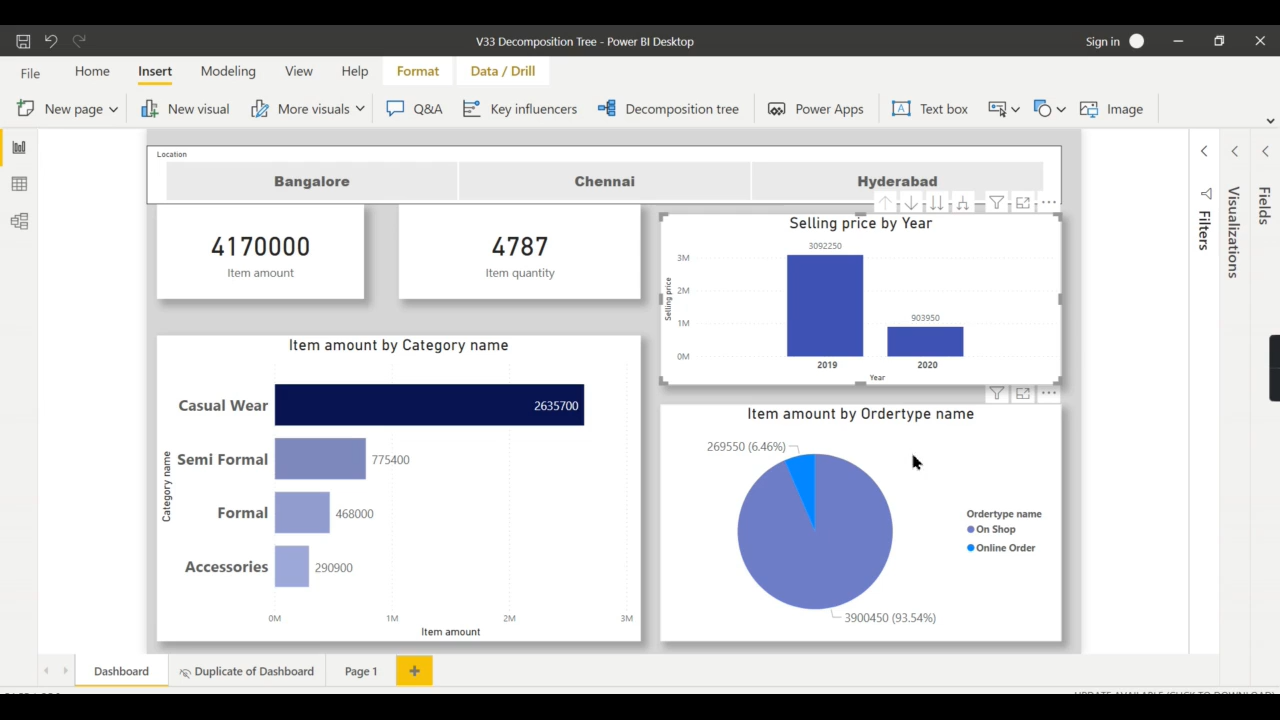 V33 Decomposition Tree - Power BI Desktop
Sign in
File Home Insert Modeling View Help Format Data / Drill
New page New visual More visuals Q&A Key influencers Decomposition tree Power Apps Text box Image
Location
Bangalore Chennai Hyderabad
4170000
Item amount
4787
Item quantity
Selling price by Year
3092250
903950
3M
2M
1M
0M
Selling price
2019 2020
Year
Item amount by Category name
Category name
Casual Wear 2635700
Semi Formal 775400
Formal 468000
Accessories 290900
0M 1M 2M 3M
Item amount
Item amount by Ordertype name
269550 (6.46%)
3900450 (93.54%)
Ordertype name
On Shop
Online Order
Filters
Visualizations
Fields
Dashboard Duplicate of Dashboard Page 1 +